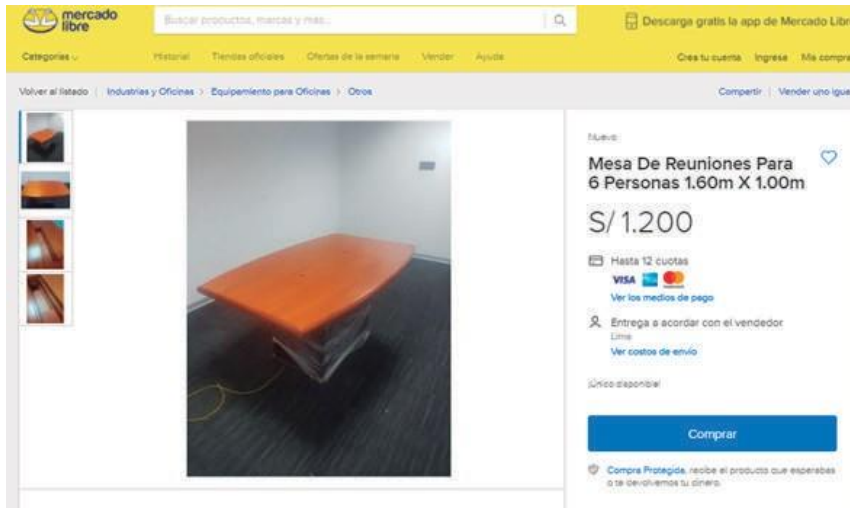 mercado
libre
Buscar productos, marcas y más...
Descarga gratis la app de Mercado Libr
Categorías
Historial Tiendas oficiales Ofertas de la semana Vender Ayuda
Crea tu cuenta Ingresa Mis compra
Volver al listado | Industrias y Oficinas > Equipamiento para Oficinas > Otros
Compartir | Vender uno igua
Nuevo
Mesa De Reuniones Para
6 Personas 1.60m X 1.00m
S/ 1.200
Hasta 12 cuotas
VISA
Ver los medios de pago
Entrega a acordar con el vendedor
Lima
Ver costos de envío
¡Único disponible!
Comprar
Compra Protegida, recibe el producto que esperabas
o te devolvemos tu dinero.